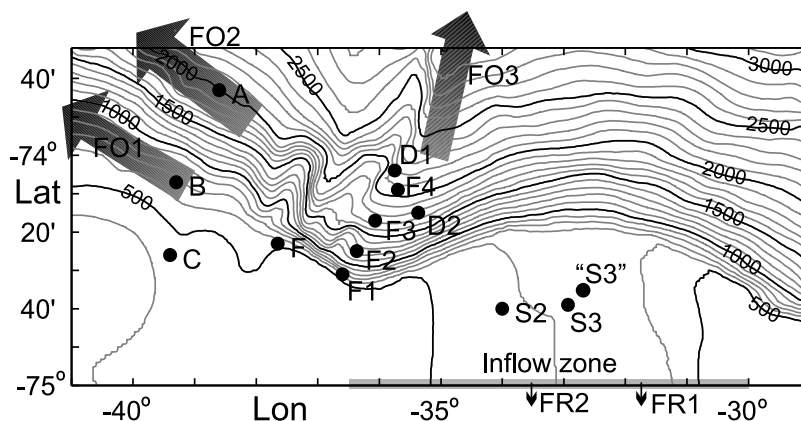 FO2
FO3
40'
2000
A
2500
3000
1000
1500
2500
FO1
-74°
D1
B
F4
2000
Lat
500
F3
D2
1500
20'
F
F2
C
F1
1000
“S3”
500
40'
S2
S3
Inflow zone
-75°
-40°
Lon
-35°
FR2
FR1
-30°